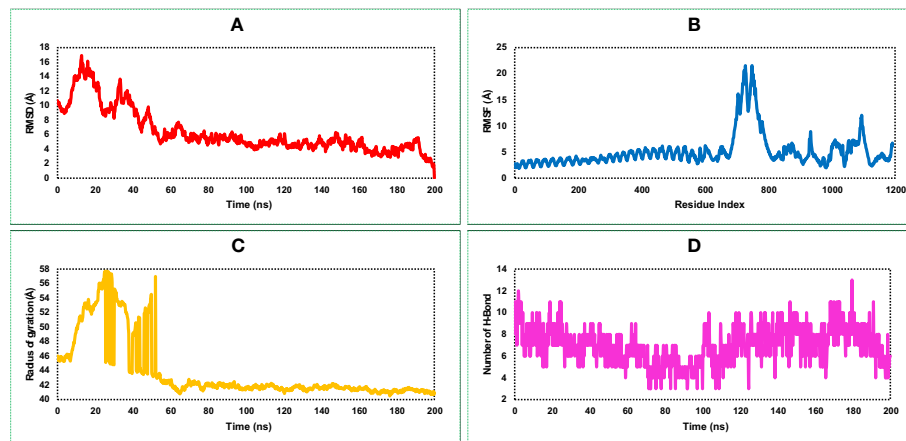 A
18
16
14
12
10
8
6
4
2
0
RMSD (Å)
0 20 40 60 80 100 120 140 160 180 200
Time (ns)
B
25
20
15
10
5
0
RMSF (Å)
0 200 400 600 800 1000 1200
Residue Index
C
58
56
54
52
50
48
46
44
42
40
Radius of gyration (Å)
0 20 40 60 80 100 120 140 160 180 200
Time (ns)
D
14
12
10
8
6
4
2
Number of H-Bond
0 20 40 60 80 100 120 140 160 180 200
Time (ns)